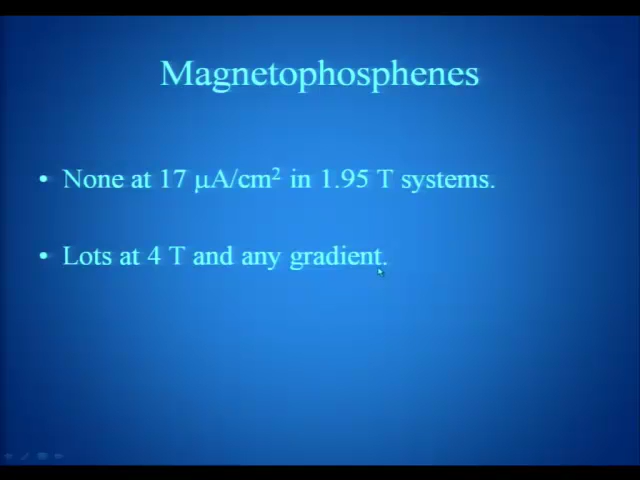 Magnetophosphenes
• None at 17 μA/cm² in 1.95 T systems.
• Lots at 4 T and any gradient.